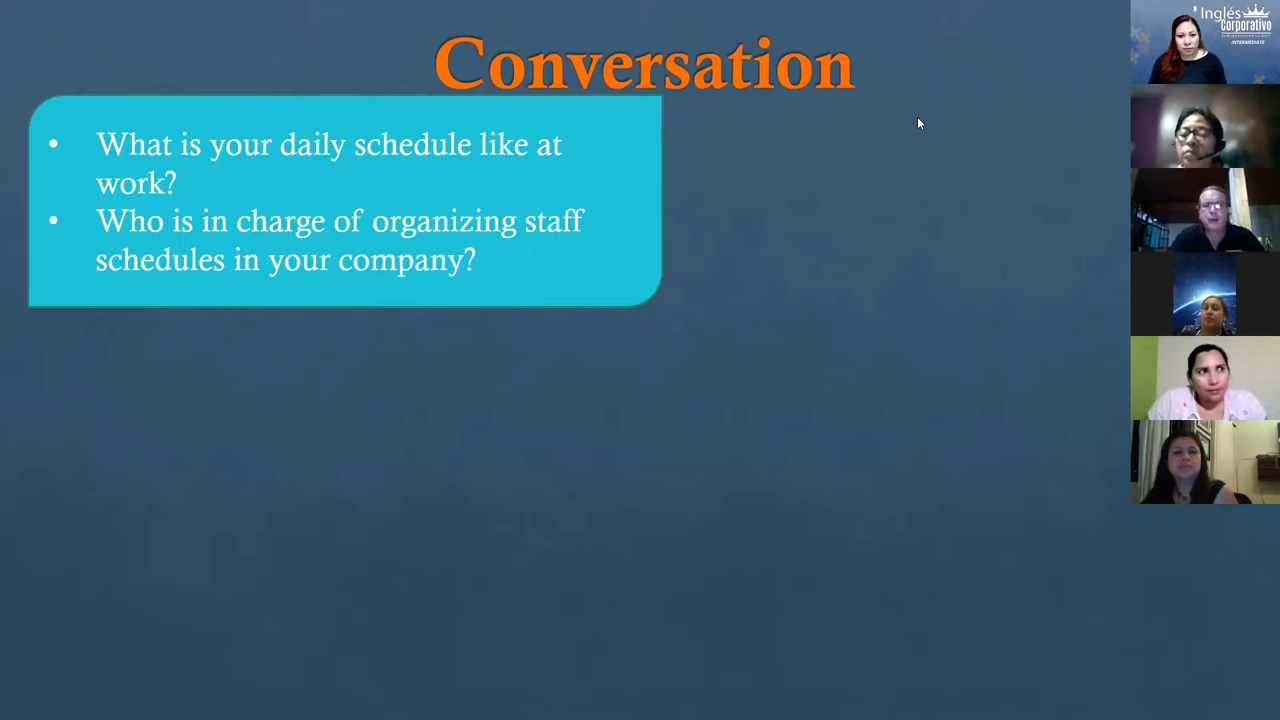 Conversation
• What is your daily schedule like at
work?
• Who is in charge of organizing staff
schedules in your company?
Inglés
Corporativo
INTERMEDIATE